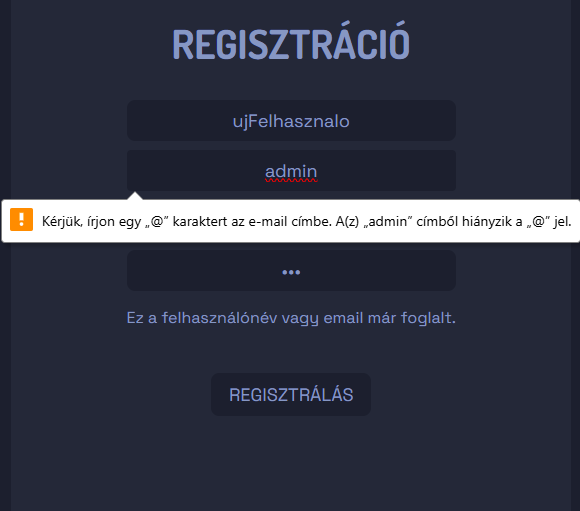 REGISZTRÁCIÓ
ujFelhasznalo
admin
Kérjük, írjon egy „@” karaktert az e-mail címbe. A(z) „admin” címből hiányzik a „@” jel.
•••
Ez a felhasználónév vagy email már foglalt.
REGISZTRÁLÁS